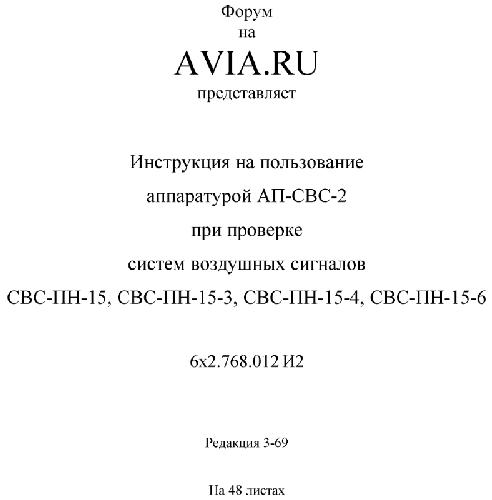 Форум
на
AVIA.RU
представляет
Инструкция на пользование
аппаратурой АП-СВС-2
при проверке
систем воздушных сигналов
СВС-ПН-15, СВС-ПН-15-3, СВС-ПН-15-4, СВС-ПН-15-6
6х2.768.012 И2
Редакция 3-69
На 48 листах